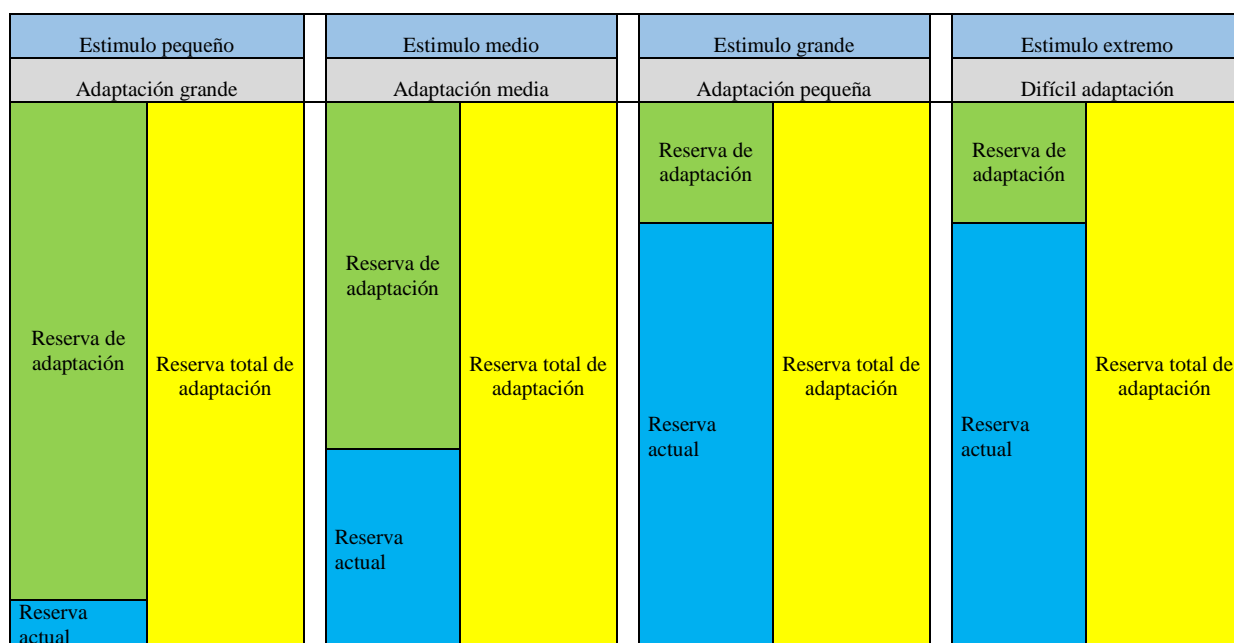 Estimulo pequeño
Estimulo medio
Estimulo grande
Estimulo extremo
Adaptación grande
Adaptación media
Adaptación pequeña
Difícil adaptación
Reserva de
adaptación
Reserva
actual
Reserva total de
adaptación
Reserva de
adaptación
Reserva
actual
Reserva total de
adaptación
Reserva de
adaptación
Reserva
actual
Reserva total de
adaptación
Reserva de
adaptación
Reserva
actual
Reserva total de
adaptación